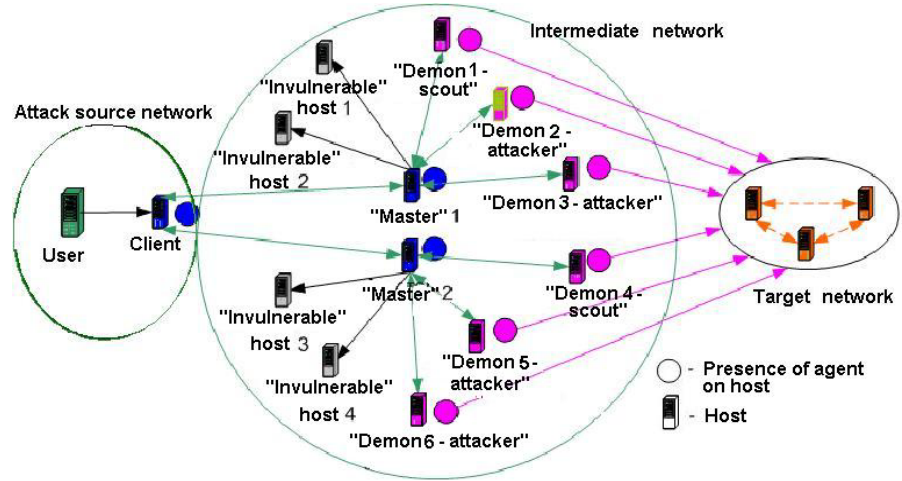 Intermediate network
"Demon 1 -
scout"
"Invulnerable"
host 1
Attack source network
"Demon 2 -
attacker"
"Invulnerable"
host 2
"Master" 1
"Demon 3 - attacker"
User
Client
"Master" 2
"Demon 4 -
scout"
Target network
"Invulnerable"
host 3
"Demon 5 -
attacker"
"Invulnerable"
host 4
"Demon 6 - attacker"
- Presence of agent
on host
- Host